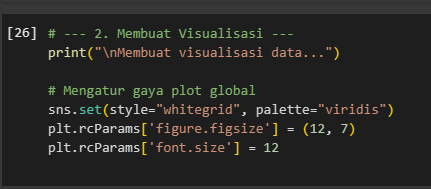 [26] # --- 2. Membuat Visualisasi ---
print("\nMembuat visualisasi data...")
# Mengatur gaya plot global
sns.set(style="whitegrid", palette="viridis")
plt.rcParams['figure.figsize'] = (12, 7)
plt.rcParams['font.size'] = 12